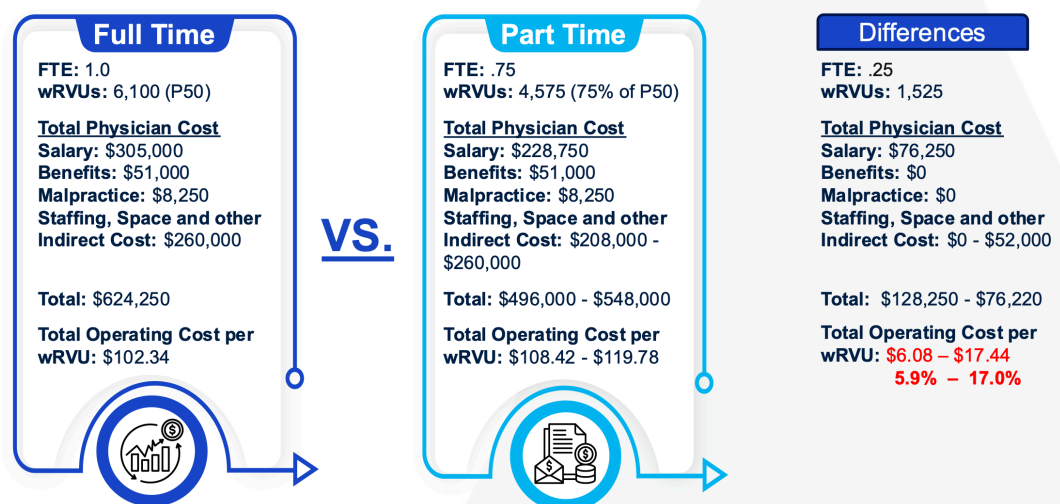 Full Time
FTE: 1.0
wRVUs: 6,100 (P50)
Total Physician Cost
Salary: $305,000
Benefits: $51,000
Malpractice: $8,250
Staffing, Space and other
Indirect Cost: $260,000
Total: $624,250
Total Operating Cost per
wRVU: $102.34
$
VS.
Part Time
FTE: .75
wRVUs: 4,575 (75% of P50)
Total Physician Cost
Salary: $228,750
Benefits: $51,000
Malpractice: $8,250
Staffing, Space and other
Indirect Cost: $208,000 -
$260,000
Total: $496,000 - $548,000
Total Operating Cost per
wRVU: $108.42 - $119.78
$
$
Differences
FTE: .25
wRVUs: 1,525
Total Physician Cost
Salary: $76,250
Benefits: $0
Malpractice: $0
Staffing, Space and other
Indirect Cost: $0 - $52,000
Total: $128,250 - $76,220
Total Operating Cost per
wRVU: $6.08 – $17.44
5.9% – 17.0%